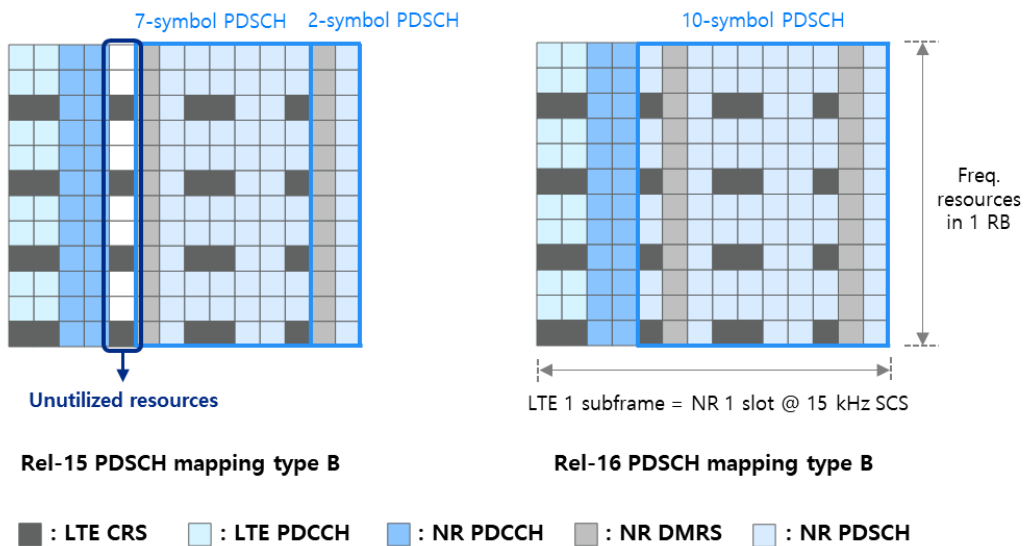 7-symbol PDSCH
2-symbol PDSCH
10-symbol PDSCH
Freq.
resources
in 1 RB
Unutilized resources
LTE 1 subframe = NR 1 slot @ 15 kHz SCS
Rel-15 PDSCH mapping type B
Rel-16 PDSCH mapping type B
: LTE CRS
: LTE PDCCH
: NR PDCCH
: NR DMRS
: NR PDSCH